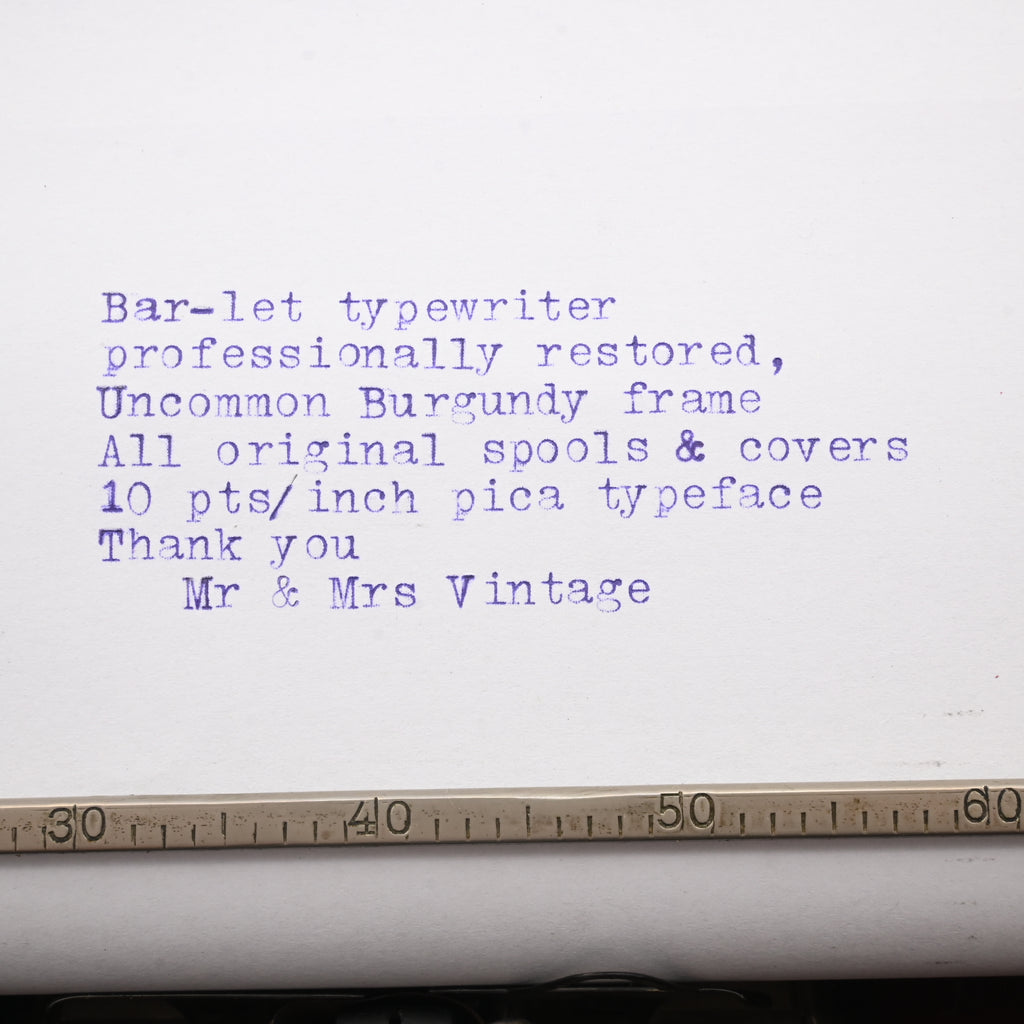 Bar-let typewriter
professionally restored,
Uncommon Burgundy frame
All original spools & covers
10 pts/inch pica typeface
Thank you
Mr & Mrs Vintage
30 40 50 60